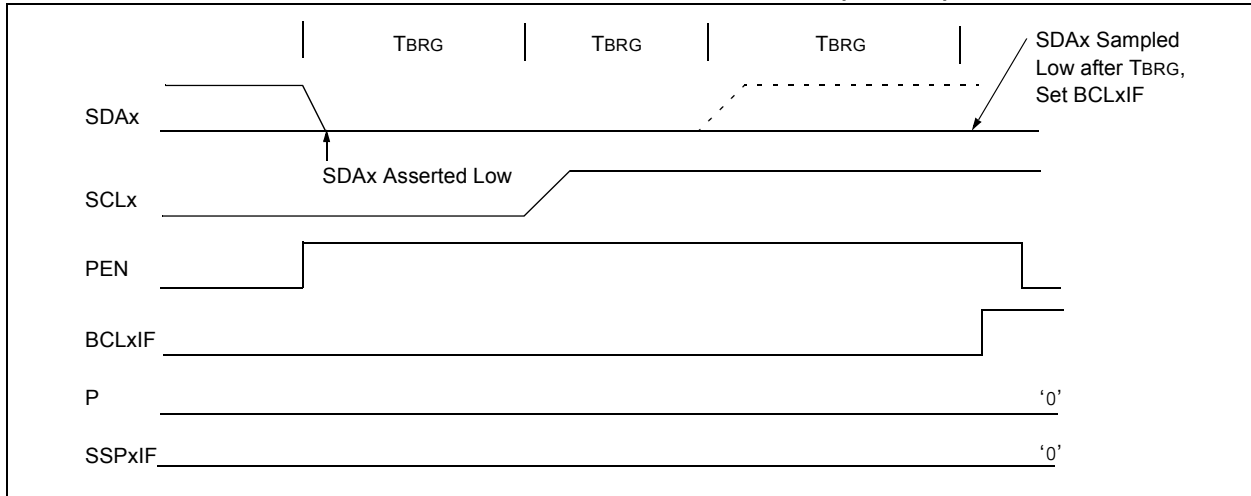 TBRG TBRG TBRG
SDAx Sampled
Low after TBRG,
Set BCLxIF
SDAx
SDAx Asserted Low
SCLx
PEN
BCLxIF
P '0'
SSPxIF '0'